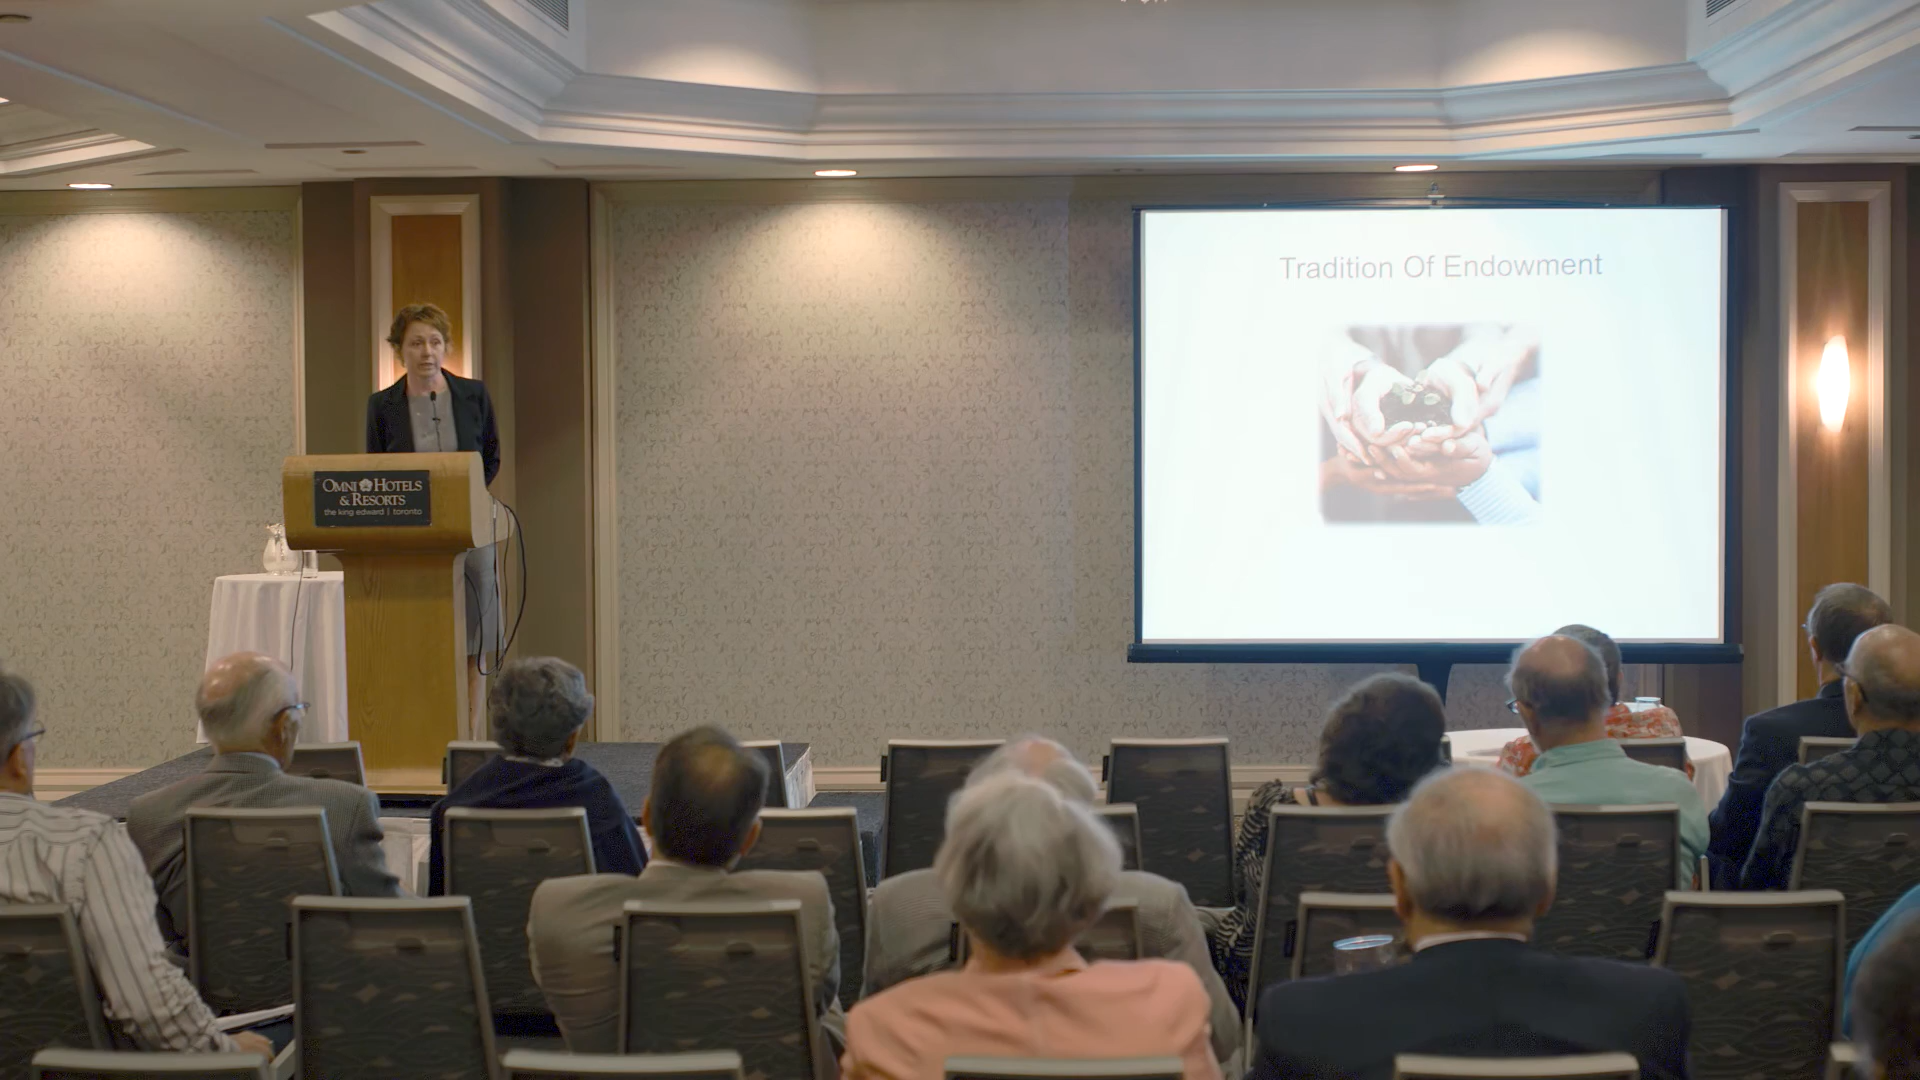 OMNI HOTELS
& RESORTS
the king edward | toronto
Tradition Of Endowment